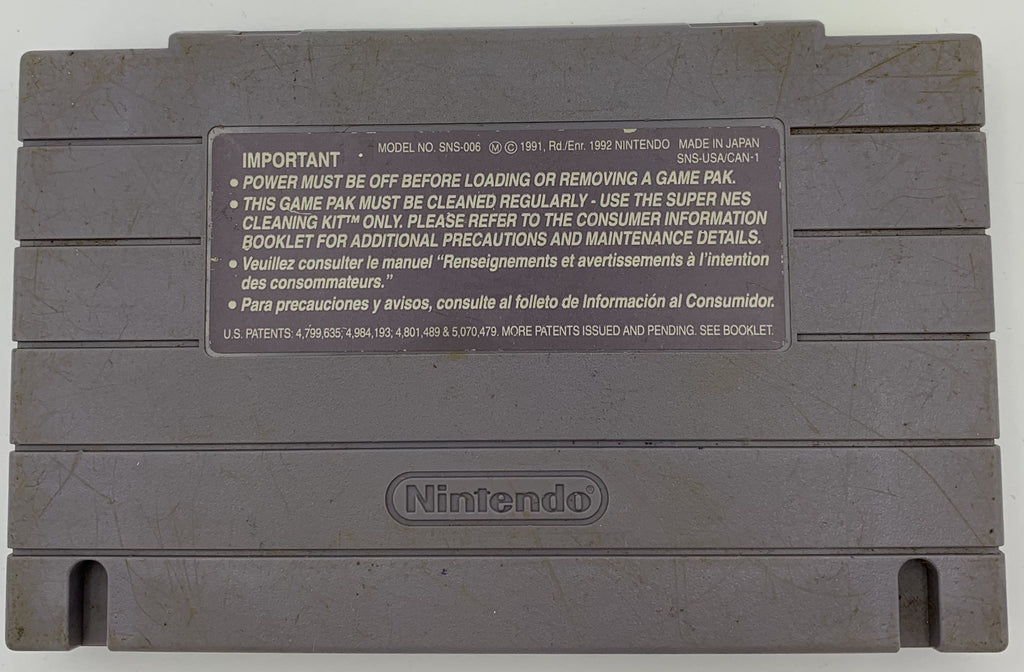 IMPORTANT
MODEL NO. SNS-006 Ⓜ © 1991, Rd./Enr. 1992 NINTENDO MADE IN JAPAN
SNS-USA/CAN-1
• POWER MUST BE OFF BEFORE LOADING OR REMOVING A GAME PAK.
• THIS GAME PAK MUST BE CLEANED REGULARLY - USE THE SUPER NES
CLEANING KIT™ ONLY. PLEASE REFER TO THE CONSUMER INFORMATION
BOOKLET FOR ADDITIONAL PRECAUTIONS AND MAINTENANCE DETAILS.
• Veuillez consulter le manuel “Renseignements et avertissements à l’intention
des consommateurs.”
• Para precauciones y avisos, consulte al folleto de Información al Consumidor.
U.S. PATENTS: 4,799,635; 4,984,193; 4,801,489 & 5,070,479. MORE PATENTS ISSUED AND PENDING. SEE BOOKLET.
Nintendo®